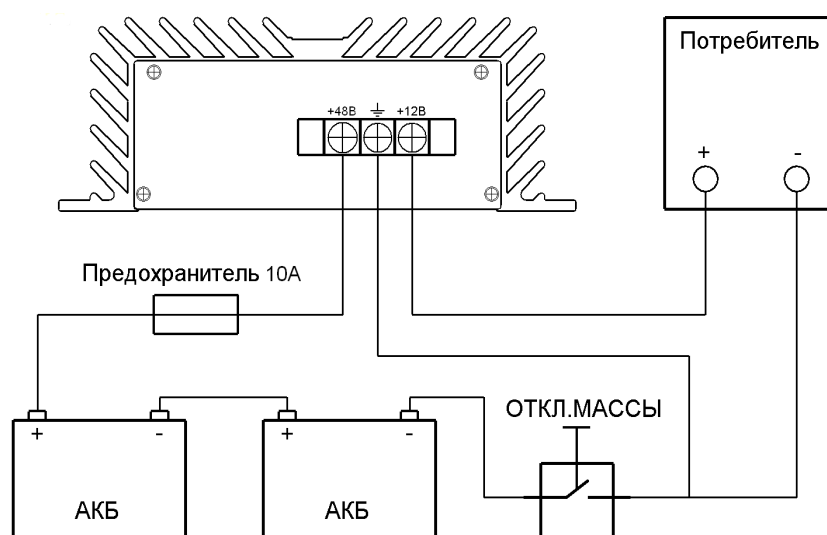 Потребитель
+48В ⏚ +12В
+ -
Предохранитель 10А
ОТКЛ.МАССЫ
+ - + -
АКБ АКБ